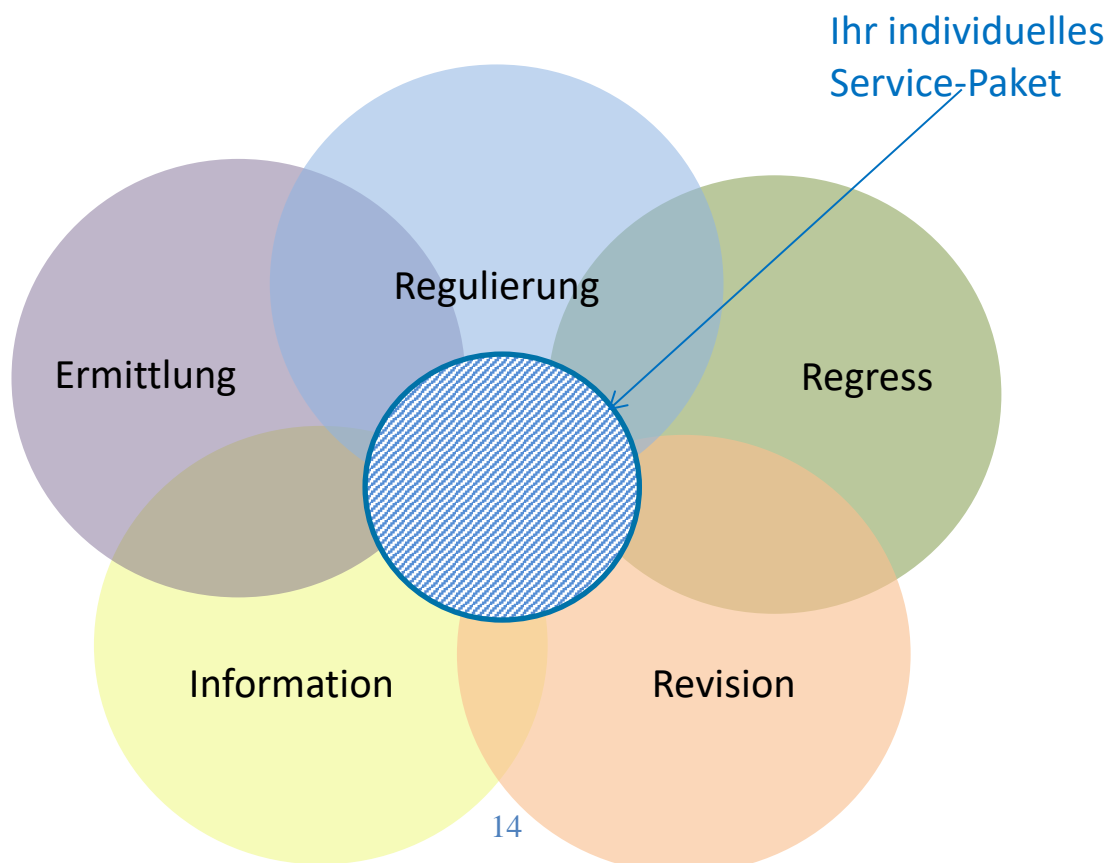 Ihr individuelles
Service-Paket
Regulierung
Ermittlung
Regress
Information
Revision
14